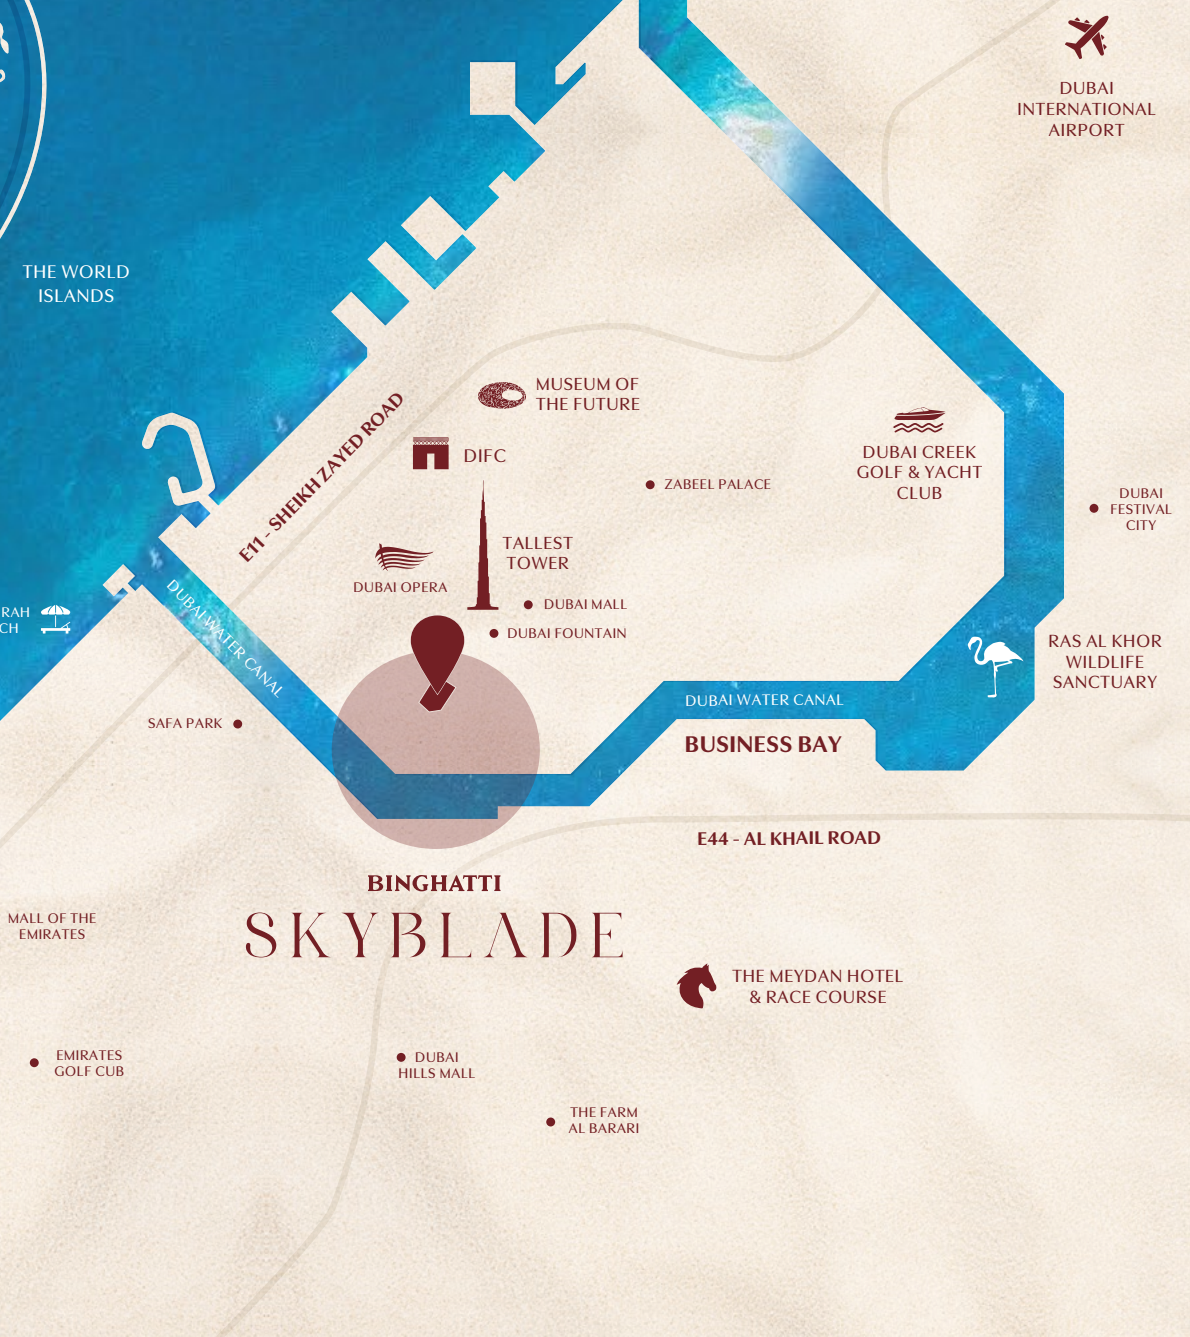 DUBAI
INTERNATIONAL
AIRPORT
THE WORLD
ISLANDS
MUSEUM OF
THE FUTURE
E11 - SHEIKH ZAYED ROAD
DIFC
ZABEEL PALACE
DUBAI CREEK
GOLF & YACHT
CLUB
DUBAI
FESTIVAL
CITY
TALLEST
TOWER
DUBAI OPERA
DUBAI MALL
DUBAI FOUNTAIN
RAH
CH
DUBAI WATER CANAL
RAS AL KHOR
WILDLIFE
SANCTUARY
SAFA PARK
DUBAI WATER CANAL
BUSINESS BAY
E44 - AL KHAIL ROAD
BINGHATTI
SKYBLADE
MALL OF THE
EMIRATES
THE MEYDAN HOTEL
& RACE COURSE
EMIRATES
GOLF CUB
DUBAI
HILLS MALL
THE FARM
AL BARARI